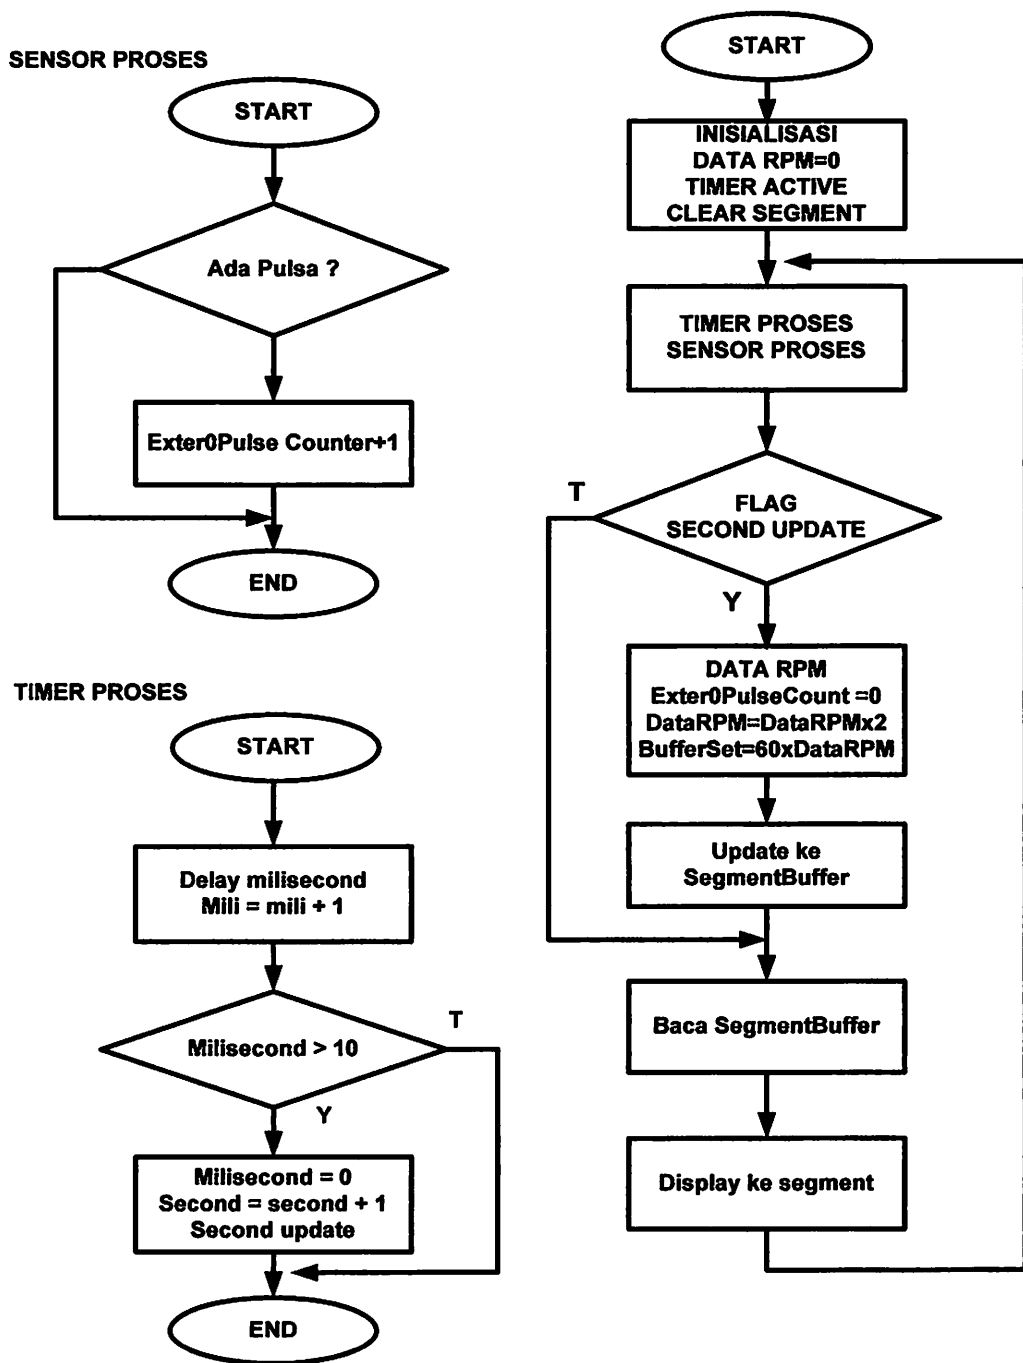 SENSOR PROSES
START
Ada Pulsa ?
Exter0Pulse Counter+1
END
TIMER PROSES
START
Delay milisecond
Mili = mili + 1
Milisecond > 10
T
Y
Milisecond = 0
Second = second + 1
Second update
END
START
INISIALISASI
DATA RPM=0
TIMER ACTIVE
CLEAR SEGMENT
TIMER PROSES
SENSOR PROSES
FLAG
SECOND UPDATE
T
Y
DATA RPM
Exter0PulseCount =0
DataRPM=DataRPMx2
BufferSet=60xDataRPM
Update ke
SegmentBuffer
Baca SegmentBuffer
Display ke segment